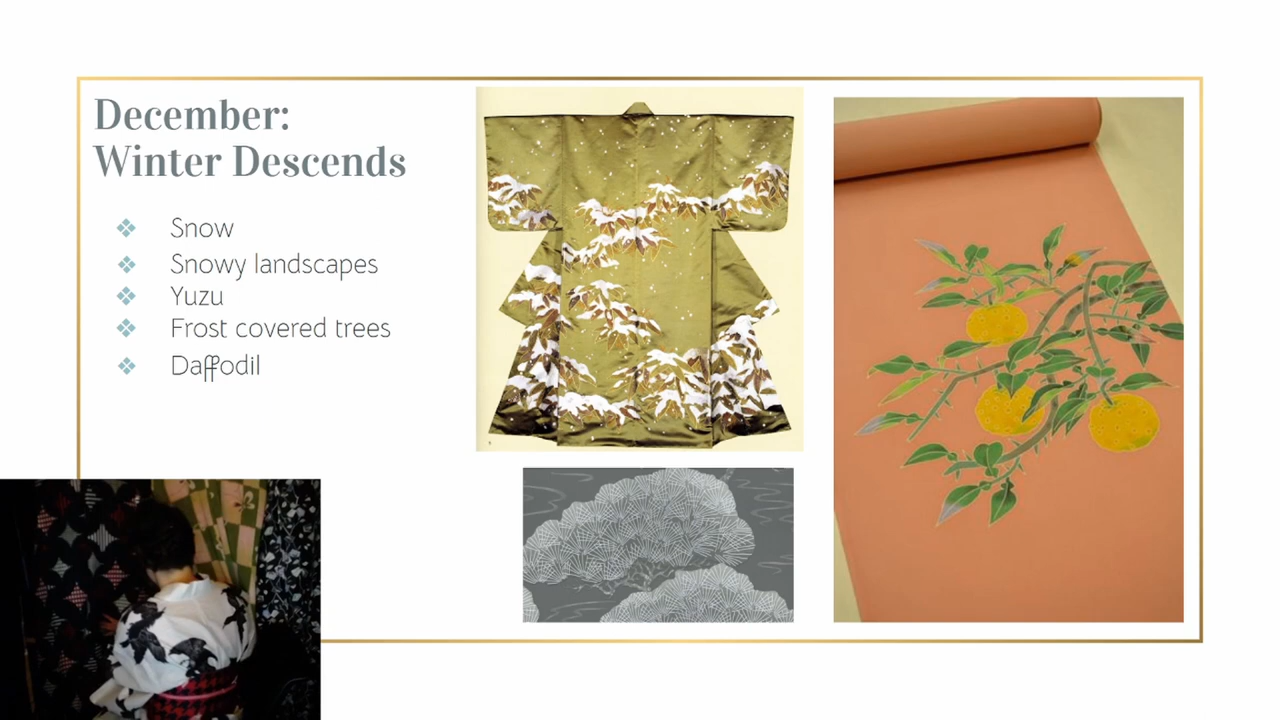 December:
Winter Descends
Snow
Snowy landscapes
Yuzu
Frost covered trees
Daffodil